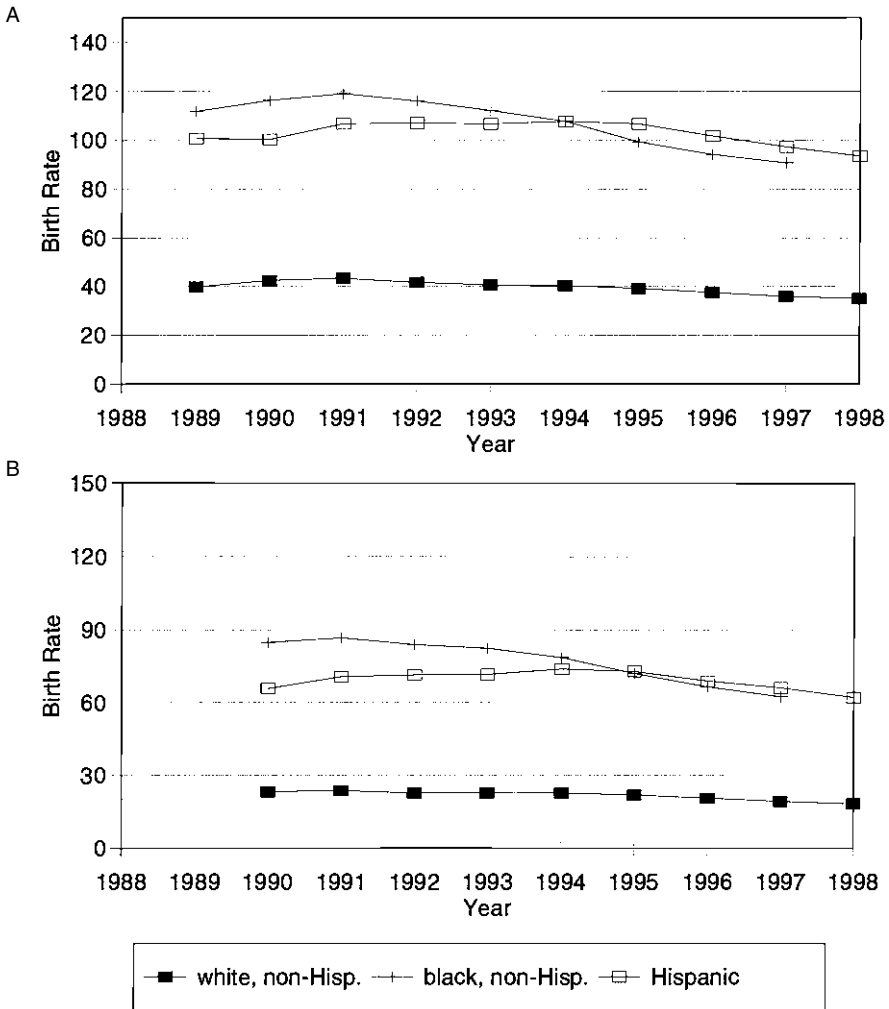 A
140
120
100
80
60
40
20
0
Birth Rate
1988 1989 1990 1991 1992 1993 1994 1995 1996 1997 1998
Year
B
150
120
90
60
30
0
Birth Rate
1988 1989 1990 1991 1992 1993 1994 1995 1996 1997 1998
Year
white, non-Hisp. black, non-Hisp. Hispanic